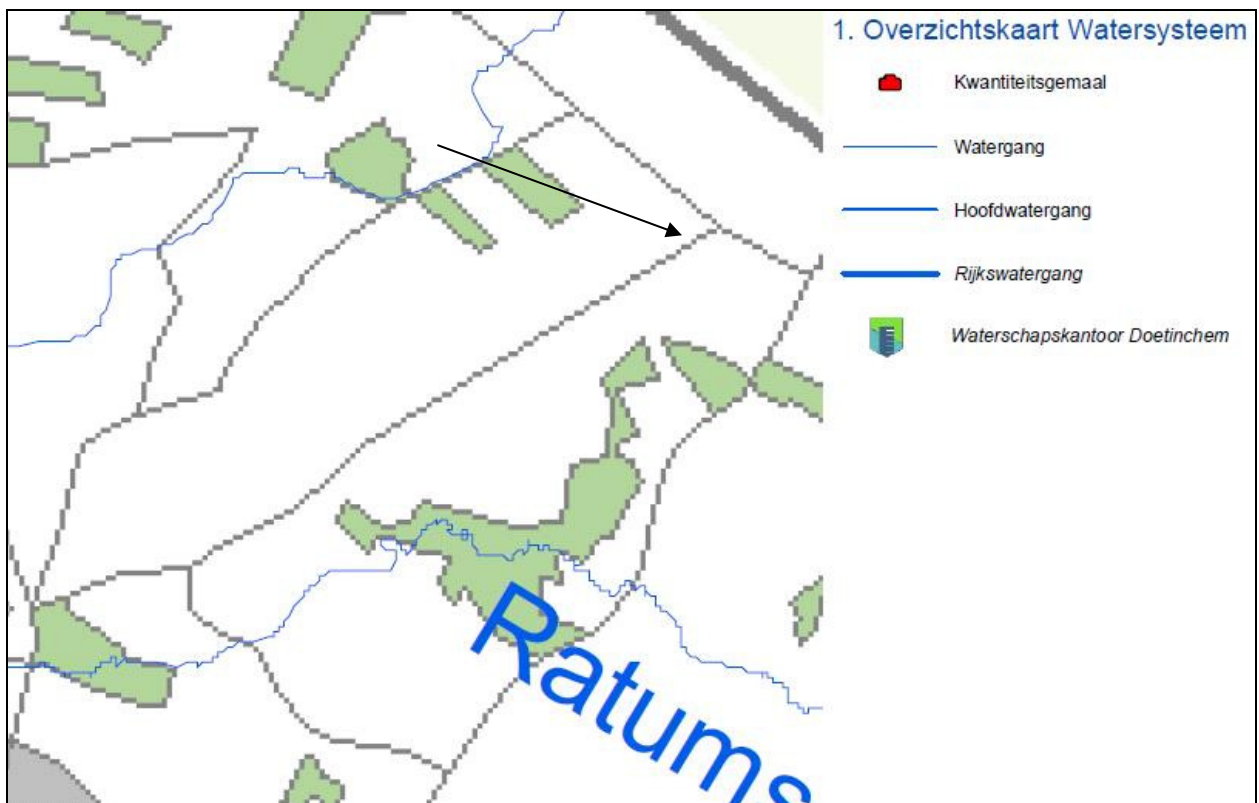 1. Overzichtskaart Watersysteem
Kwantiteitsgemaal
Watergang
Hoofdwatergang
Rijkswatergang
Waterschapskantoor Doetinchem
Ratums